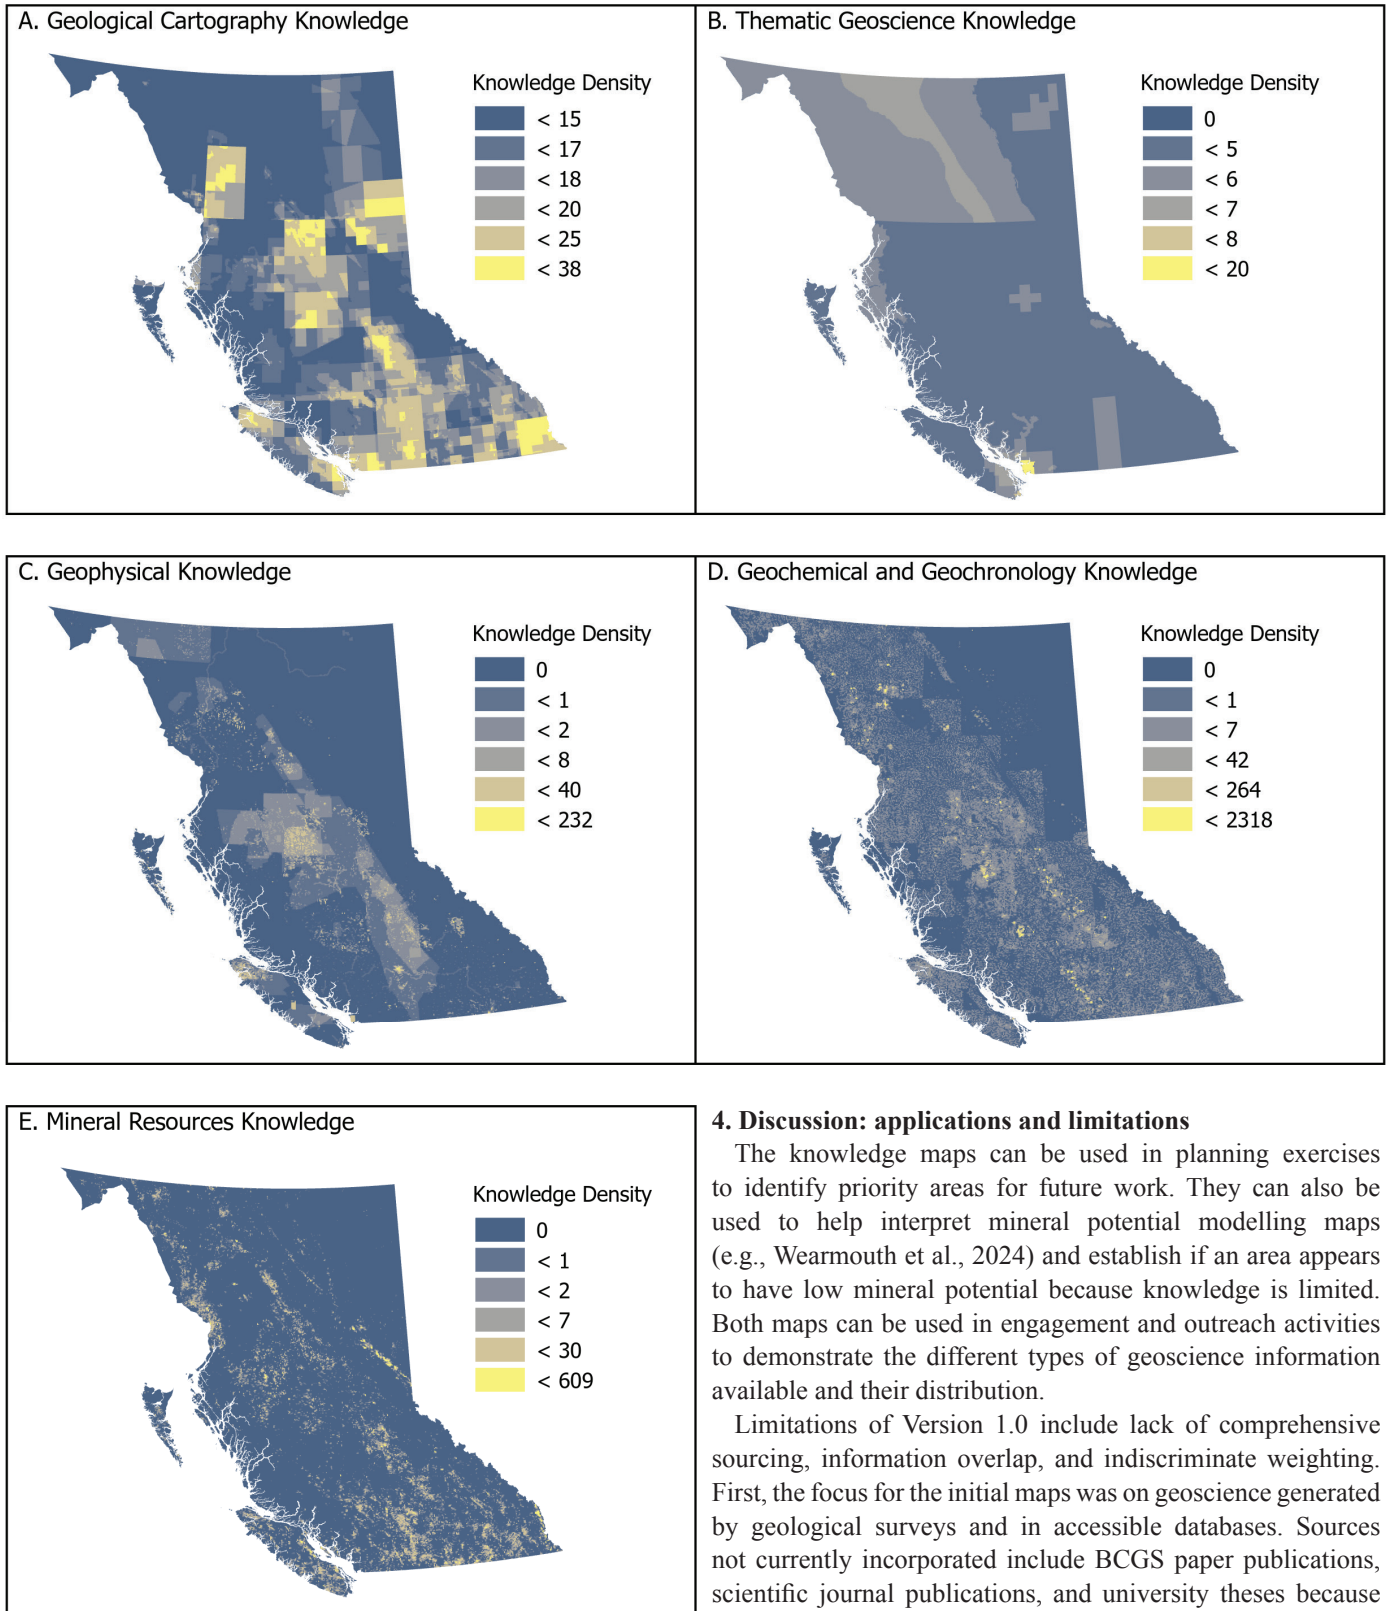 A. Geological Cartography Knowledge
Knowledge Density
< 15
< 17
< 18
< 20
< 25
< 38
B. Thematic Geoscience Knowledge
Knowledge Density
0
< 5
< 6
< 7
< 8
< 20
C. Geophysical Knowledge
Knowledge Density
0
< 1
< 2
< 8
< 40
< 232
D. Geochemical and Geochronology Knowledge
Knowledge Density
0
< 1
< 7
< 42
< 264
< 2318
E. Mineral Resources Knowledge
Knowledge Density
0
< 1
< 2
< 7
< 30
< 609
4. Discussion: applications and limitations
The knowledge maps can be used in planning exercises
to identify priority areas for future work. They can also be
used to help interpret mineral potential modelling maps
(e.g., Wearmouth et al., 2024) and establish if an area appears
to have low mineral potential because knowledge is limited.
Both maps can be used in engagement and outreach activities
to demonstrate the different types of geoscience information
available and their distribution.
Limitations of Version 1.0 include lack of comprehensive
sourcing, information overlap, and indiscriminate weighting.
First, the focus for the initial maps was on geoscience generated
by geological surveys and in accessible databases. Sources
not currently incorporated include BCGS paper publications,
scientific journal publications, and university theses because